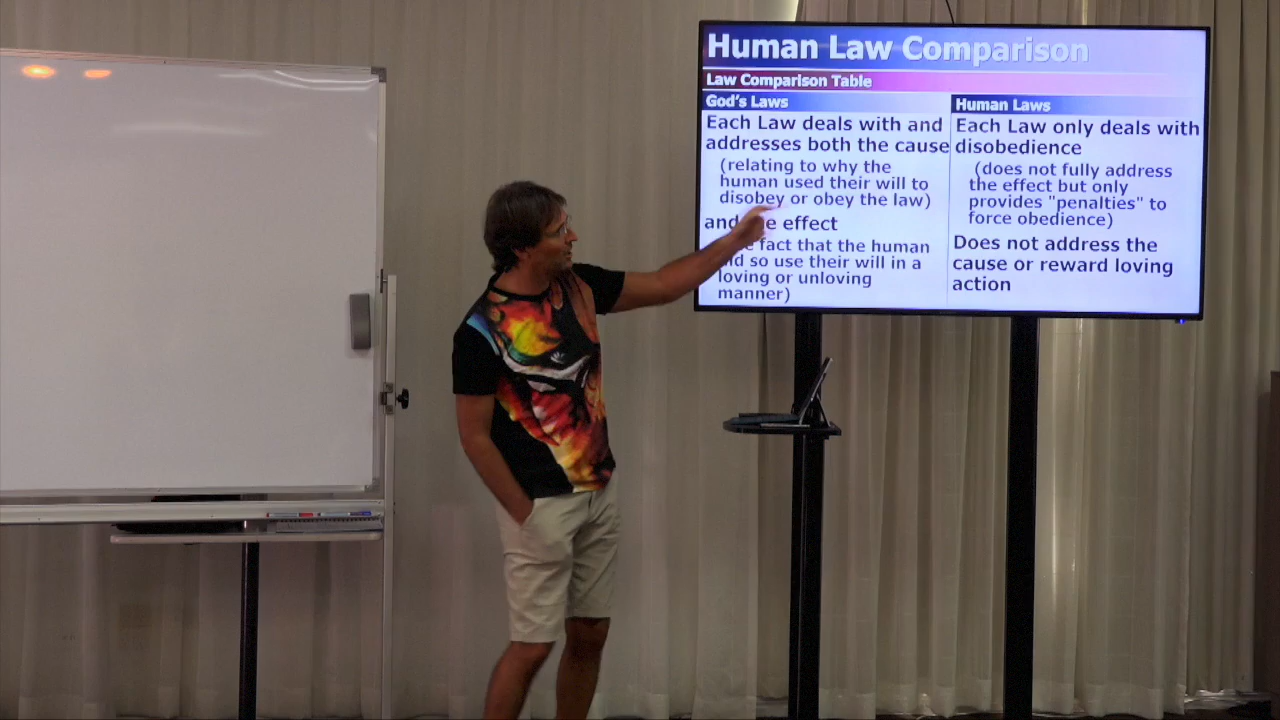 Human Law Comparison
Law Comparison Table
God's Laws
Each Law deals with and
addresses both the cause
(relating to why the
human used their will to
disobey or obey the law)
and effect
fact that the human
so use their will in a
loving or unloving
manner)
Human Laws
Each Law only deals with
disobedience
(does not fully address
the effect but only
provides "penalties" to
force obedience)
Does not address the
cause or reward loving
action